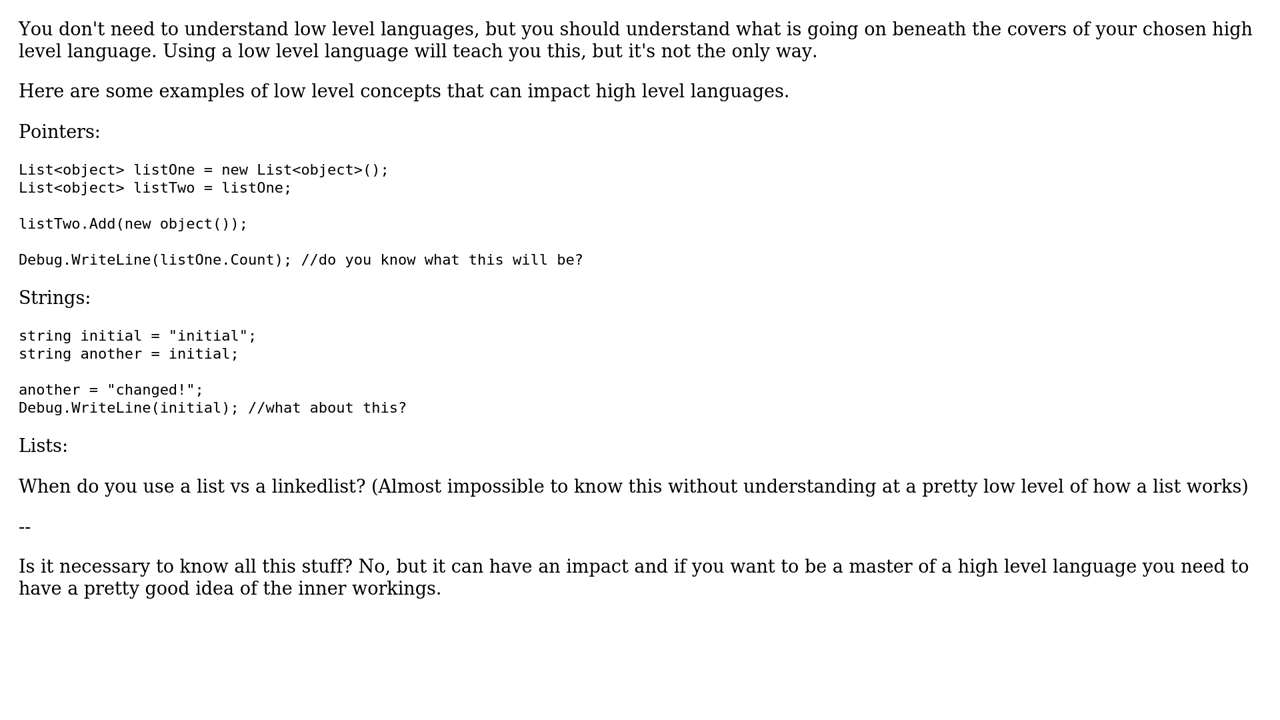 You don't need to understand low level languages, but you should understand what is going on beneath the covers of your chosen high
level language. Using a low level language will teach you this, but it's not the only way.
Here are some examples of low level concepts that can impact high level languages.
Pointers:
List<object> listOne = new List<object>();
List<object> listTwo = listOne;
listTwo.Add(new object());
Debug.WriteLine(listOne.Count); //do you know what this will be?
Strings:
string initial = "initial";
string another = initial;
another = "changed!";
Debug.WriteLine(initial); //what about this?
Lists:
When do you use a list vs a linkedlist? (Almost impossible to know this without understanding at a pretty low level of how a list works)
--
Is it necessary to know all this stuff? No, but it can have an impact and if you want to be a master of a high level language you need to
have a pretty good idea of the inner workings.